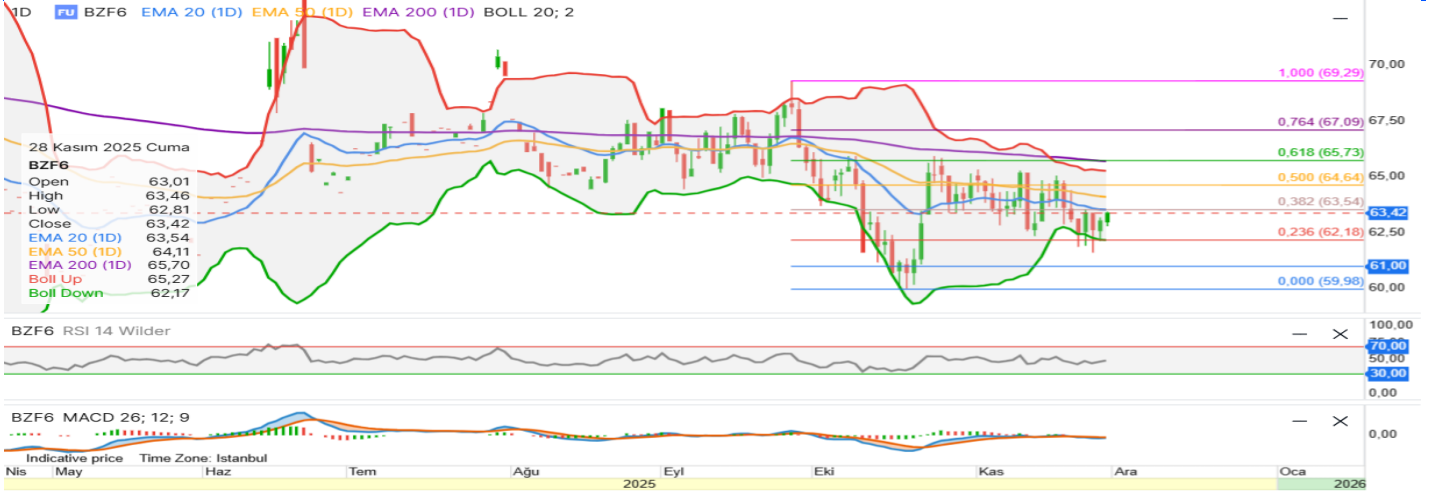 1D FU BZF6 EMA 20 (1D) EMA 50 (1D) EMA 200 (1D) BOLL 20; 2
70,00
1,000 (69,29)
67,50
0,764 (67,09)
0,618 (65,73)
65,00
0,500 (64,64)
0,382 (63,54)
63,42
62,50
0,236 (62,18)
61,00
60,00
0,000 (59,98)
28 Kasım 2025 Cuma
BZF6
Open 63,01
High 63,46
Low 62,81
Close 63,42
EMA 20 (1D) 63,54
EMA 50 (1D) 64,11
EMA 200 (1D) 65,70
Boll Up 65,27
Boll Down 62,17
BZF6 RSI 14 Wilder
100,00
70,00
50,00
30,00
0,00
BZF6 MACD 26; 12; 9
0,00
Indicative price Time Zone: Istanbul
Nis May Haz Tem Ağu Eyl Eki Kas Ara Oca
2025 2026